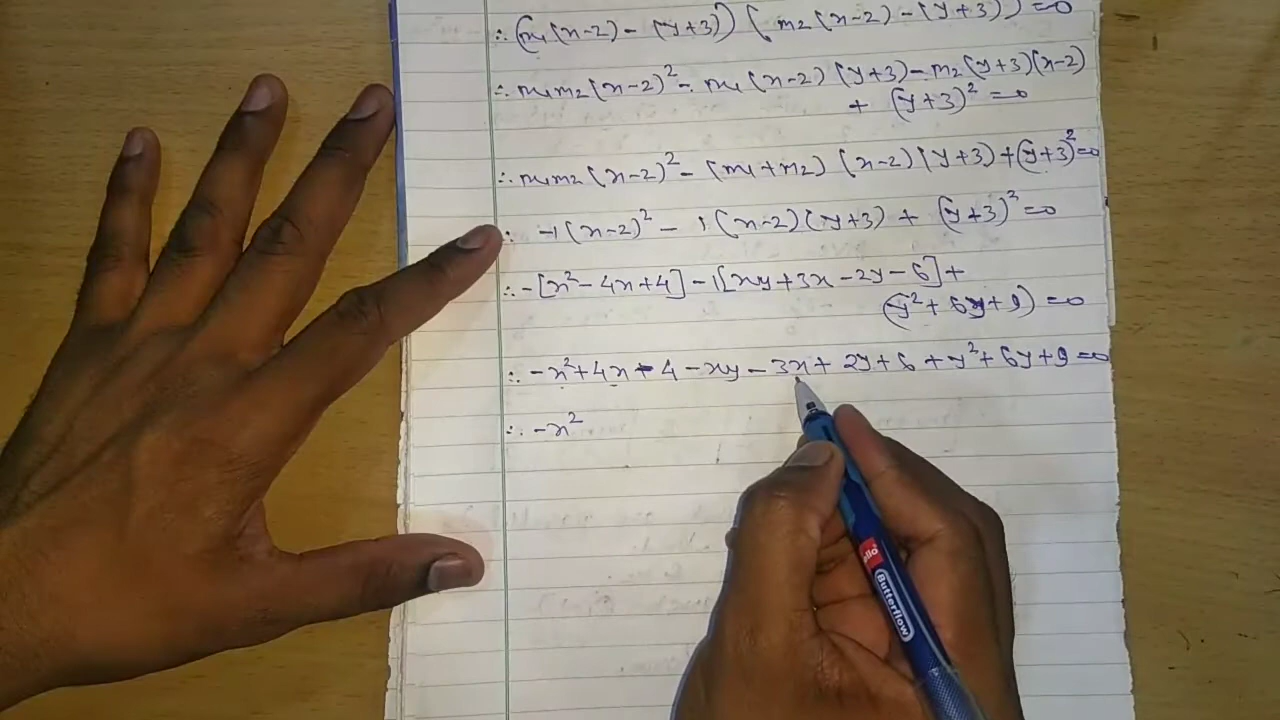 ∴ (m₁(x-2) - (y+3)) (m₂(x-2) - (y+3)) = 0
∴ m₁m₂(x-2)² - m₁(x-2)(y+3) - m₂(y+3)(x-2)
+ (y+3)² = 0
∴ m₁m₂(x-2)² - (m₁+m₂)(x-2)(y+3) + (y+3)² = 0
∴ -1(x-2)² - 1(x-2)(y+3) + (y+3)² = 0
∴ -[x² - 4x + 4] - 1[xy + 3x - 2y - 6] +
(y² + 6y + 9) = 0
∴ -x² + 4x - 4 - xy - 3x + 2y + 6 + y² + 6y + 9 = 0
∴ -x²
Butterflow